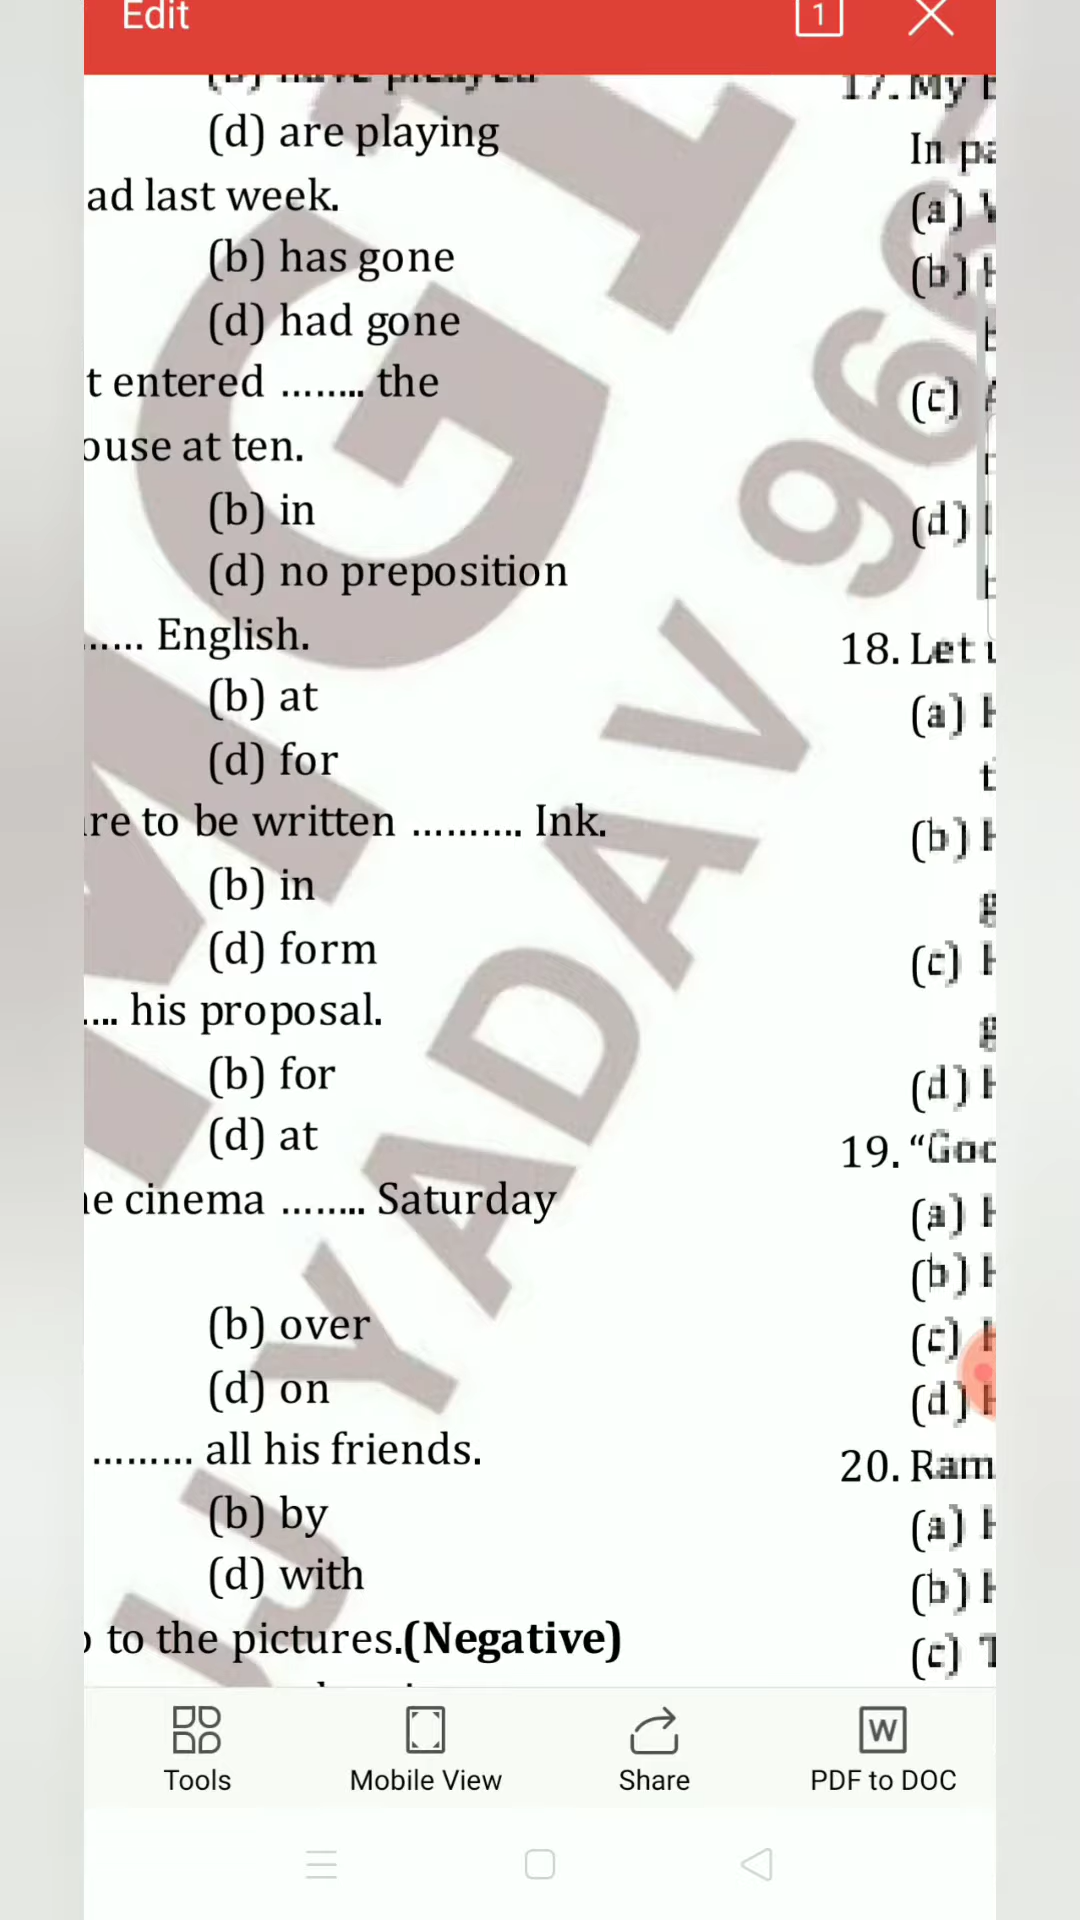 Edit
1
(d) are playing
ad last week.
(b) has gone
(d) had gone
t entered ........ the
ouse at ten.
(b) in
(d) no preposition
...... English.
(b) at
(d) for
re to be written .......... Ink.
(b) in
(d) form
.... his proposal.
(b) for
(d) at
e cinema ........ Saturday
(b) over
(d) on
.......... all his friends.
(b) by
(d) with
to the pictures.(Negative)
17. My
In pa
(a)
(b)
(c)
(d)
18. Let
(a)
(b)
(c)
(d)
19. “Goo
(a)
(b)
(c)
(d)
20. Ram
(a)
(b)
(c)
YADAV 966
Tools
Mobile View
Share
W
PDF to DOC